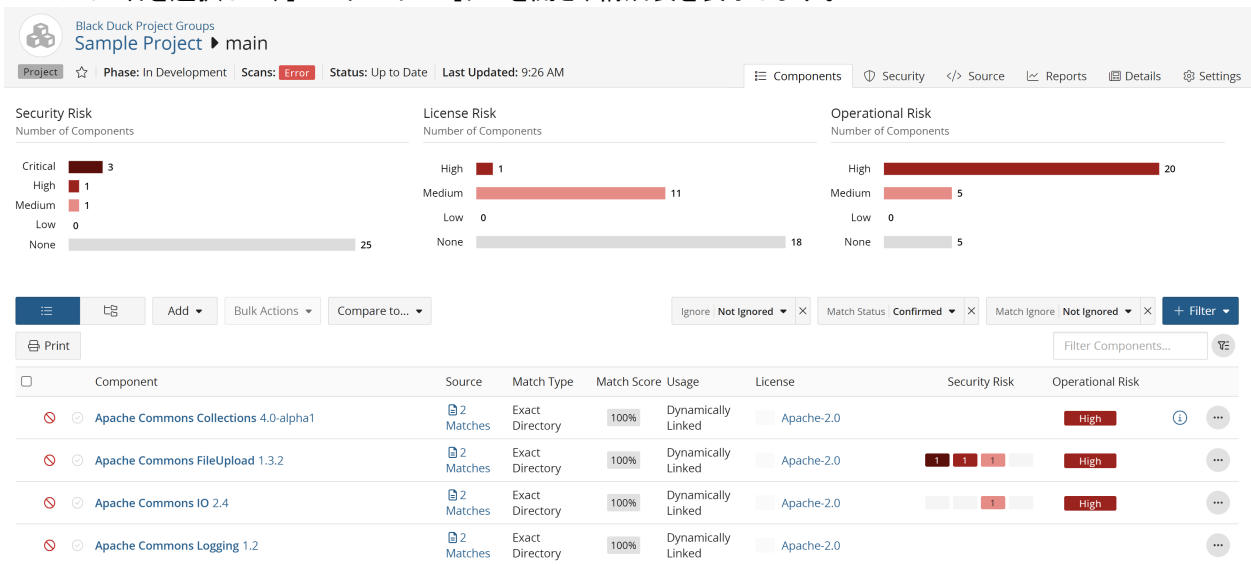 Black Duck Project Groups
Sample Project ▶ main
Project Phase: In Development Scans: Error Status: Up to Date Last Updated: 9:26 AM
Components Security Source Reports Details Settings
Security Risk License Risk Operational Risk
Number of Components Number of Components Number of Components
Critical 3
High 1
Medium 1
Low 0
None 25
High 1
Medium 11
Low 0
None 18
High 20
Medium 5
Low 0
None 5
Add Bulk Actions Compare to... Ignore Not Ignored × Match Status Confirmed × Match Ignore Not Ignored × + Filter
Print Filter Components...
Component Source Match Type Match Score Usage License Security Risk Operational Risk
Apache Commons Collections 4.0-alpha1 2 Matches Exact Directory 100% Dynamically Linked Apache-2.0 High
Apache Commons FileUpload 1.3.2 2 Matches Exact Directory 100% Dynamically Linked Apache-2.0 1 1 1 High
Apache Commons IO 2.4 2 Matches Exact Directory 100% Dynamically Linked Apache-2.0 1 High
Apache Commons Logging 1.2 2 Matches Exact Directory 100% Dynamically Linked Apache-2.0